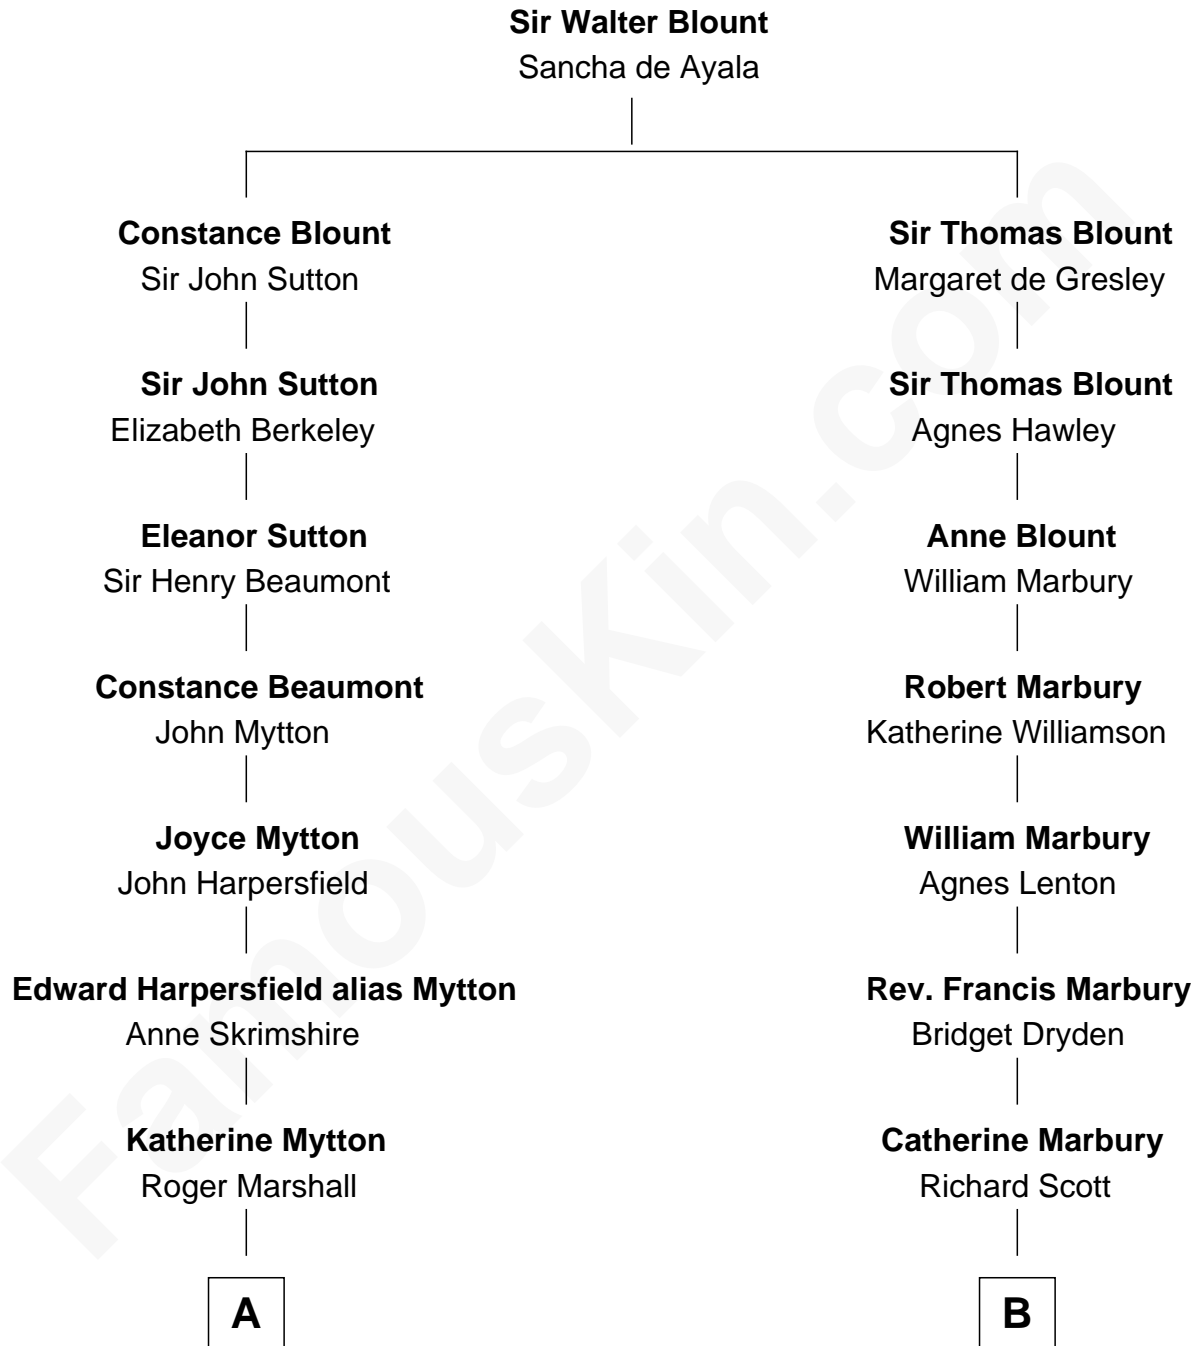 Sir Walter Blount
Sancha de Ayala
Constance Blount
Sir John Sutton
Sir Thomas Blount
Margaret de Gresley
Sir John Sutton
Elizabeth Berkeley
Sir Thomas Blount
Agnes Hawley
Eleanor Sutton
Sir Henry Beaumont
Anne Blount
William Marbury
Constance Beaumont
John Mytton
Robert Marbury
Katherine Williamson
Joyce Mytton
John Harpersfield
William Marbury
Agnes Lenton
Edward Harpersfield alias Mytton
Anne Skrimshire
Rev. Francis Marbury
Bridget Dryden
Katherine Mytton
Roger Marshall
Catherine Marbury
Richard Scott
A
B
FamousKin.com